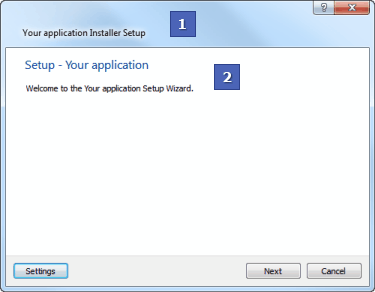 ?
X
1
Your application Installer Setup
Setup - Your application
2
Welcome to the Your application Setup Wizard.
Settings
Next
Cancel